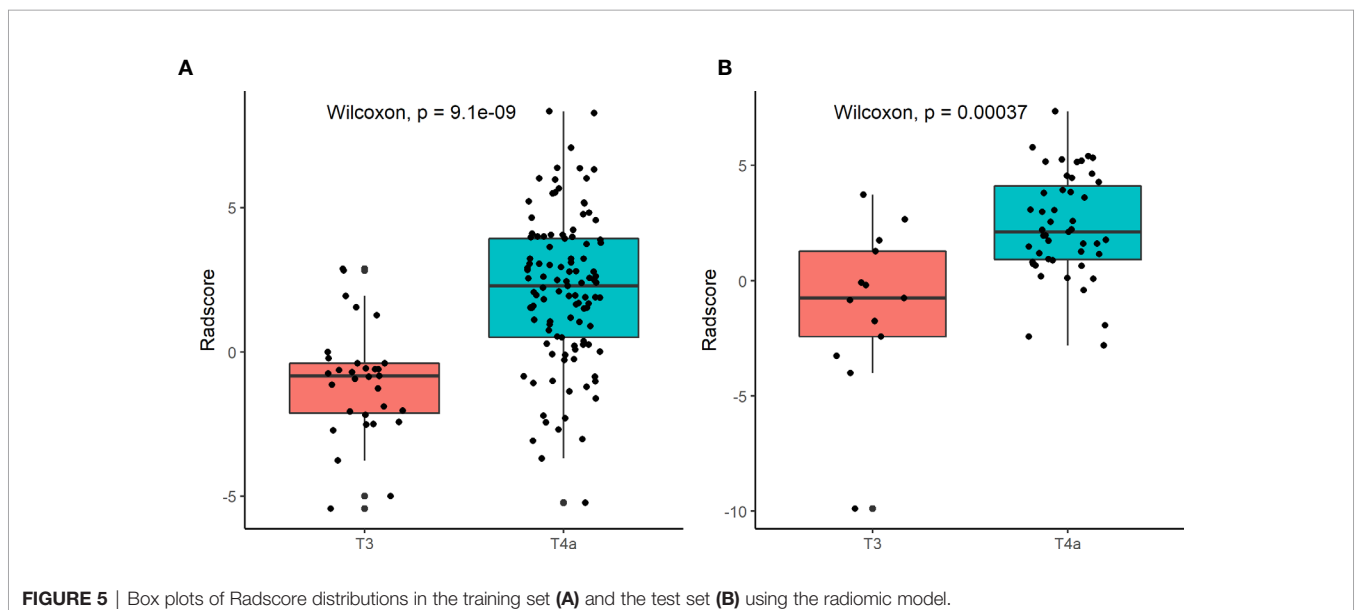 A
B
Wilcoxon, p = 9.1e-09
Radscore
5
0
-5
T3
T4a
Wilcoxon, p = 0.00037
Radscore
5
0
-5
-10
T3
T4a
FIGURE 5 | Box plots of Radscore distributions in the training set (A) and the test set (B) using the radiomic model.